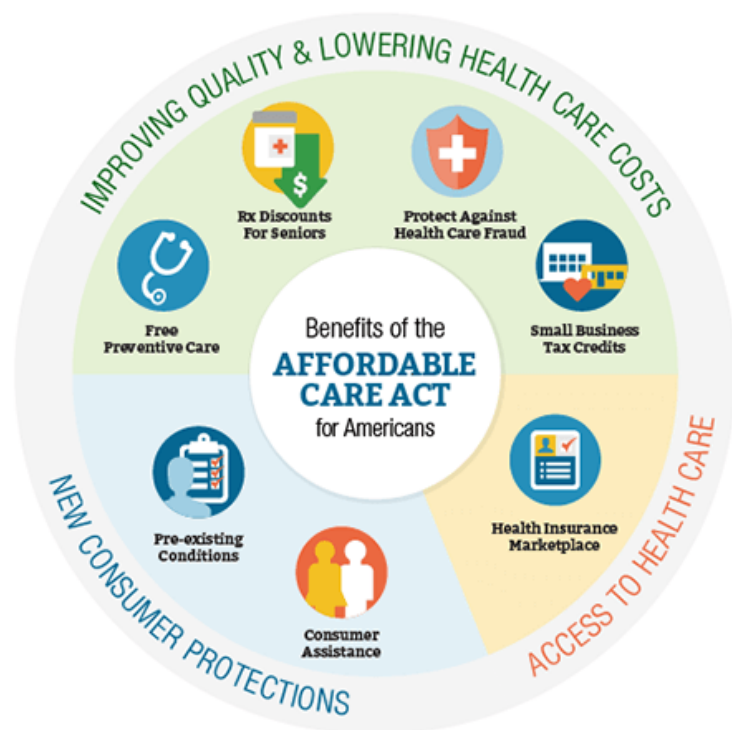 IMPROVING QUALITY & LOWERING HEALTH CARE COSTS
Rx Discounts
For Seniors
Protect Against
Health Care Fraud
Free
Preventive Care
Small Business
Tax Credits
Benefits of the
AFFORDABLE
CARE ACT
for Americans
$
Pre-existing
Conditions
Consumer
Assistance
Health Insurance
Marketplace
NEW CONSUMER PROTECTIONS
ACCESS TO HEALTH CARE